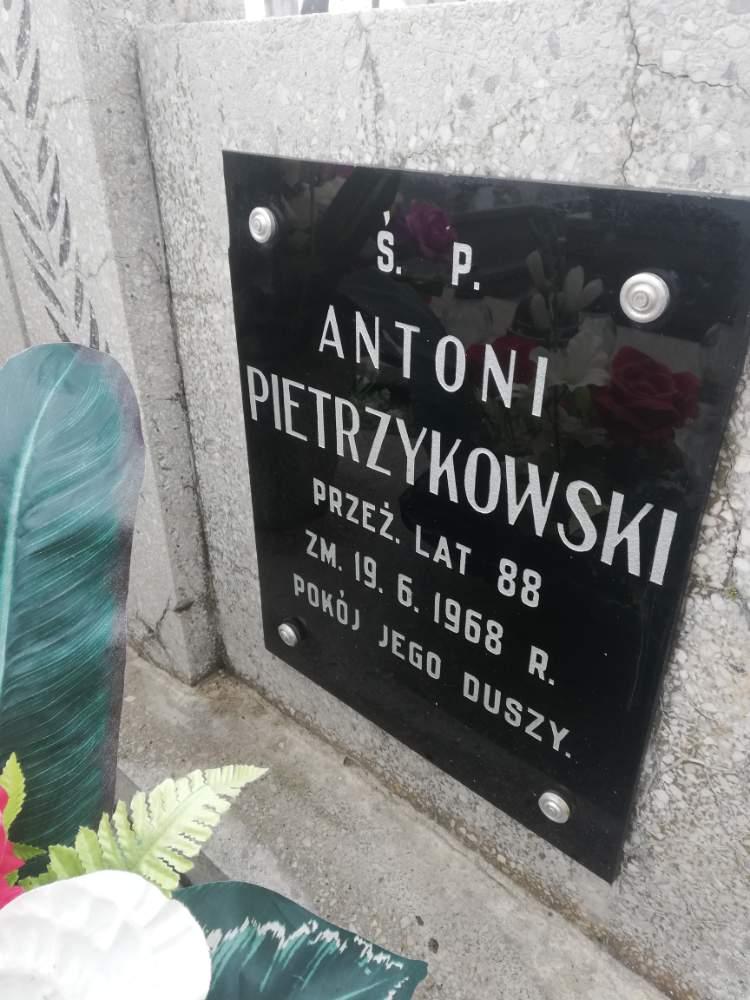 Ś. P.
ANTONI
PIETRZYKOWSKI
PRZEŻ. LAT 88
ZM. 19. 6. 1968 R.
POKÓJ JEGO DUSZY.